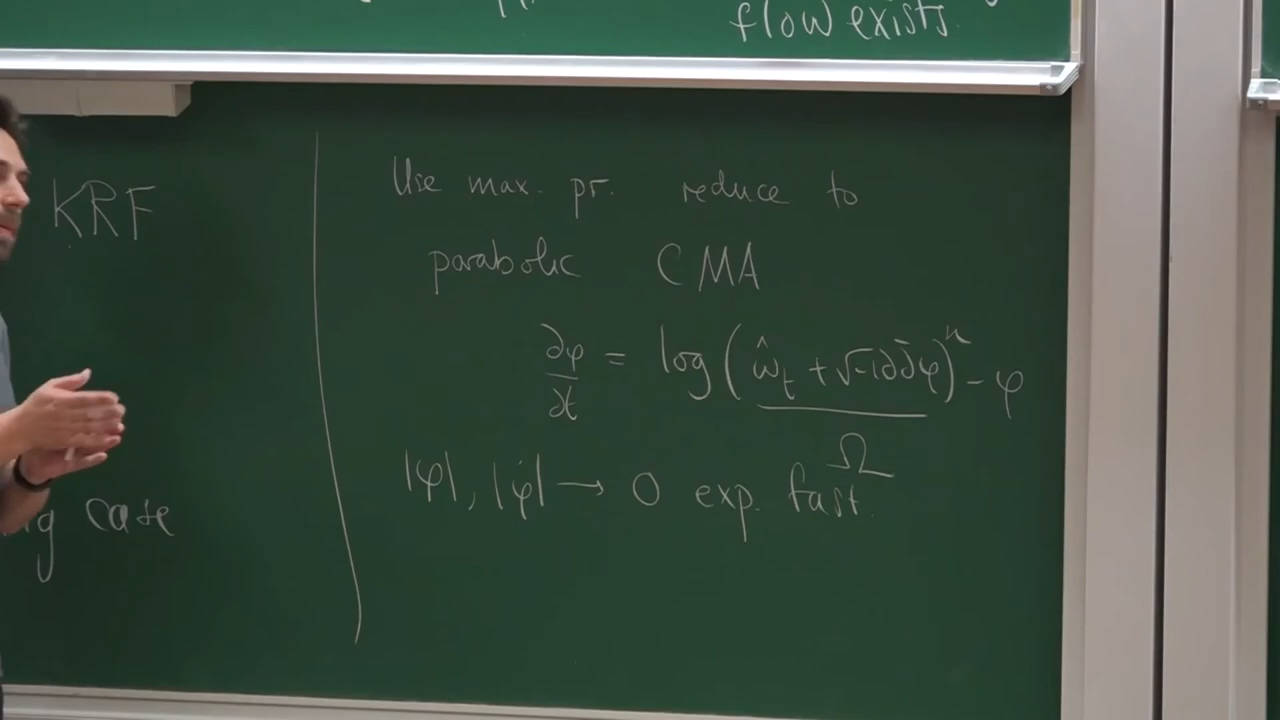 flow exists.
KRF
case
Use max. pr. reduce to
parabolic CMA
∂φ/∂t = log (ω̂_t + √-1∂∂̄φ)^n / Ω - φ
|φ|, |φ̇| → 0 exp. fast.